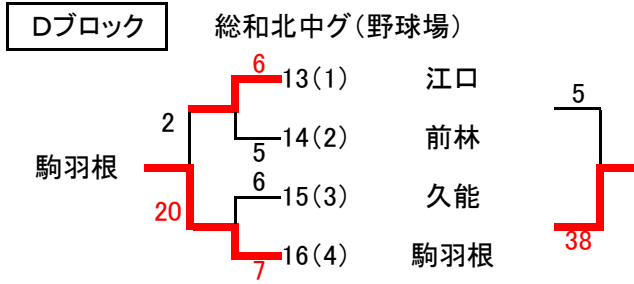 Dブロック 総和北中グ(野球場)
6 13(1) 江口
5
2
14(2) 前林
5
駒羽根
6 15(3) 久能
20
16(4) 駒羽根
38
7